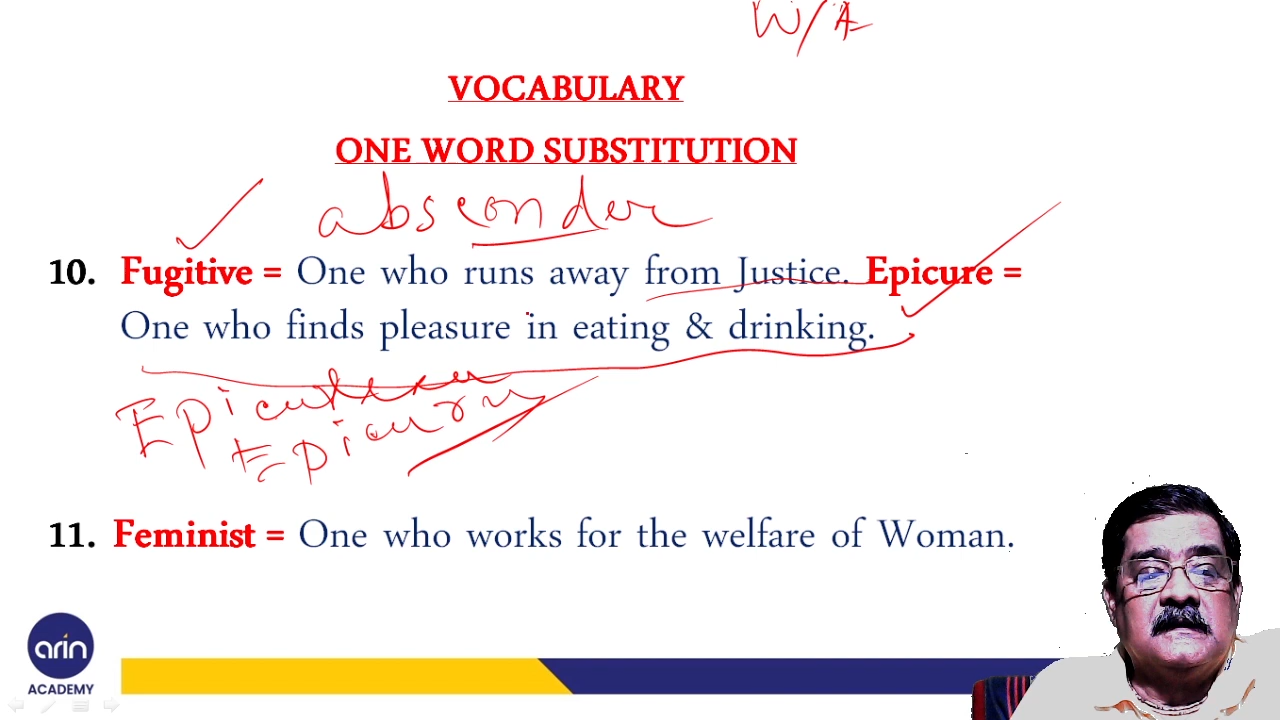 W/A
VOCABULARY
ONE WORD SUBSTITUTION
absconder
10. Fugitive = One who runs away from Justice. Epicure =
One who finds pleasure in eating & drinking.
11. Feminist = One who works for the welfare of Woman.
arin
ACADEMY